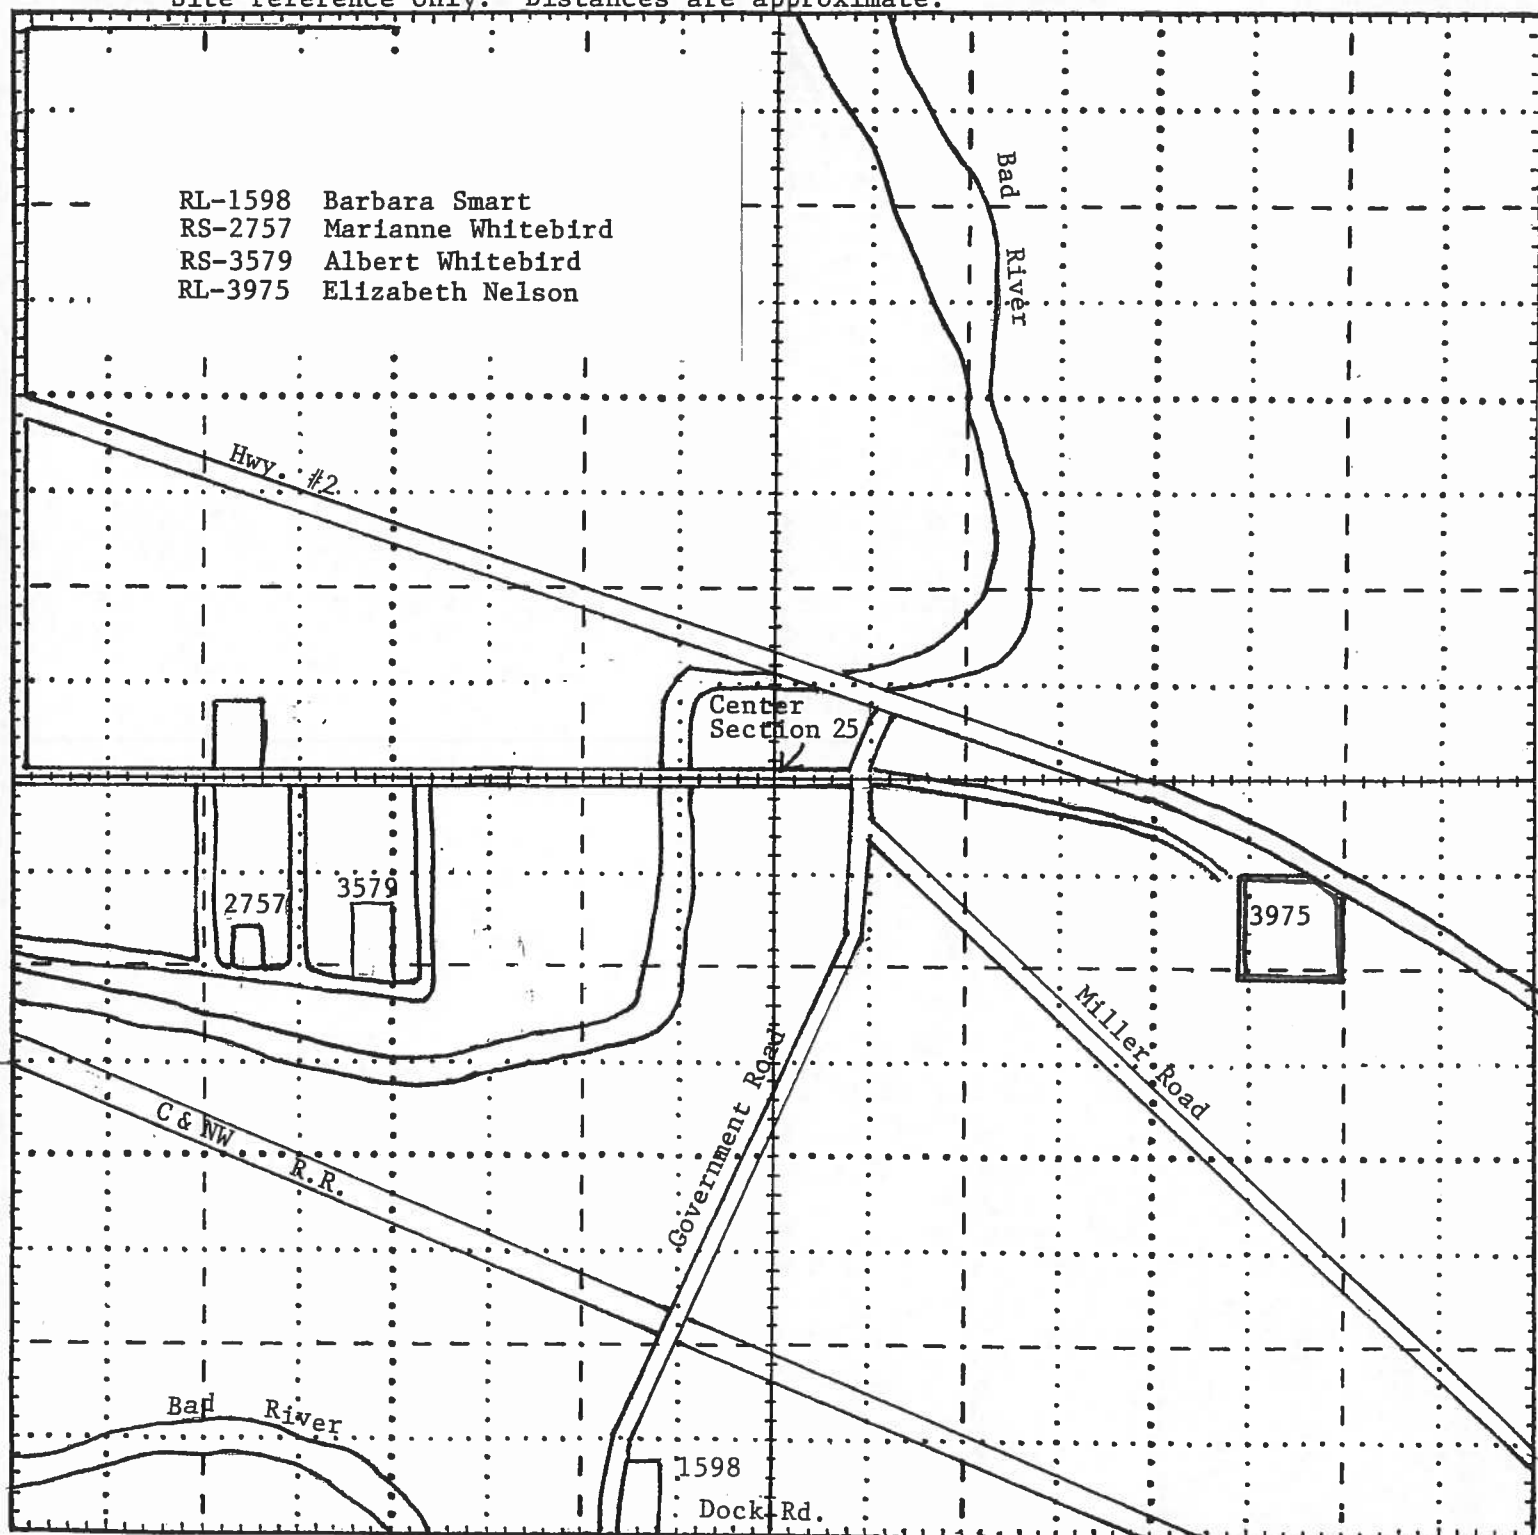 Site reference only. Distances are approximate.
RL-1598 Barbara Smart
RS-2757 Marianne Whitebird
RS-3579 Albert Whitebird
RL-3975 Elizabeth Nelson
Bad River
Hwy. #2
Center
Section 25
2757
3579
3975
Miller Road
Government Road
C & NW R.R.
Bad River
1598
Dock Rd.